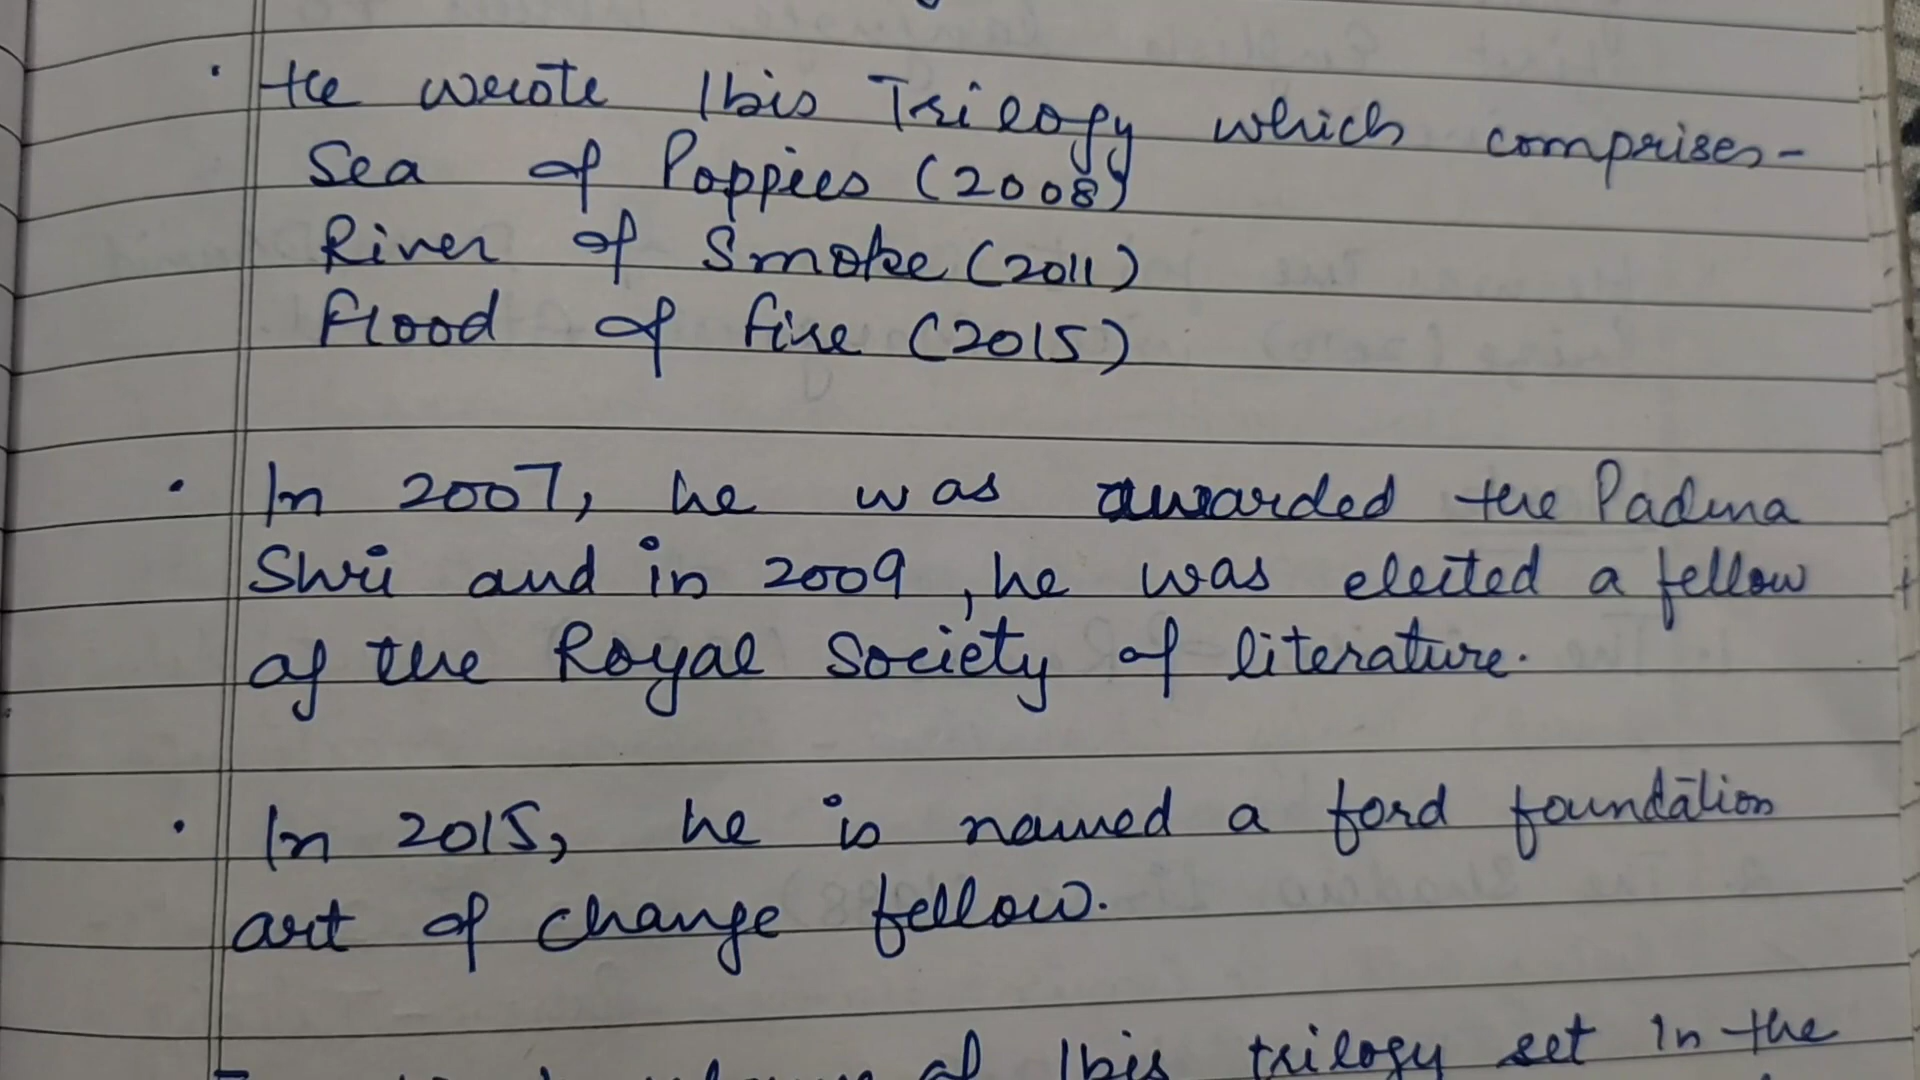 · He wrote Ibis Trilogy which comprises-
Sea of Poppies (2008)
River of Smoke (2011)
Flood of fire (2015)
· In 2007, he was awarded the Padma
Shri and in 2009, he was elected a fellow
of the Royal Society of literature.
· In 2015, he is named a ford foundation
art of change fellow.
of Ibis trilogy set in the